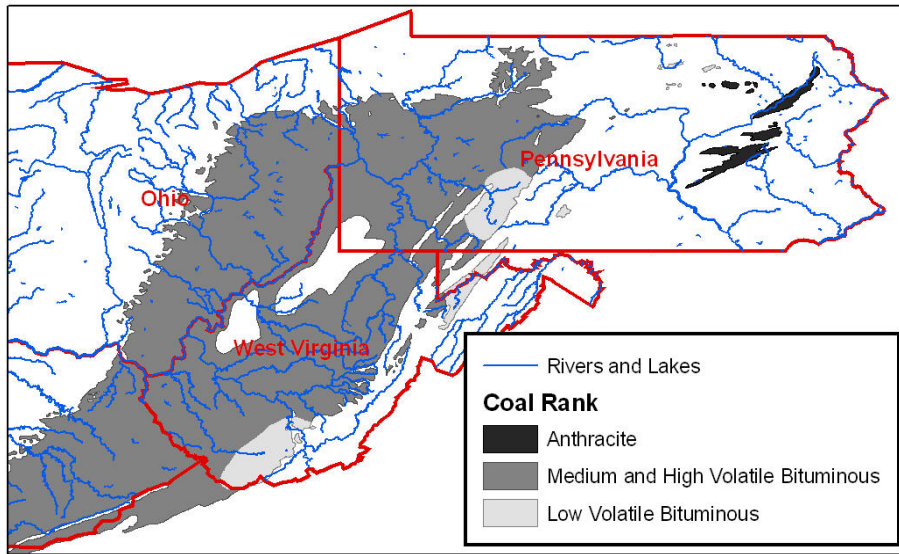 Pennsylvania
Ohio
West Virginia
Rivers and Lakes
Coal Rank
Anthracite
Medium and High Volatile Bituminous
Low Volatile Bituminous